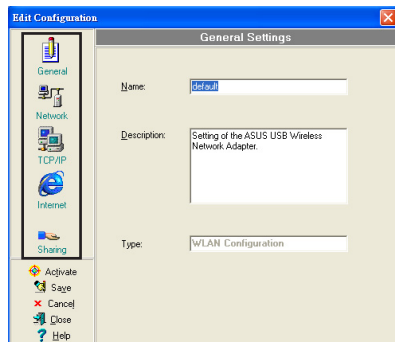 Edit Configuration
General Settings
General
Network
TCP/IP
Internet
Sharing
Activate
Save
Cancel
Close
Help
Name:
default
Description:
Setting of the ASUS USB Wireless
Network Adapter.
Type:
WLAN Configuration